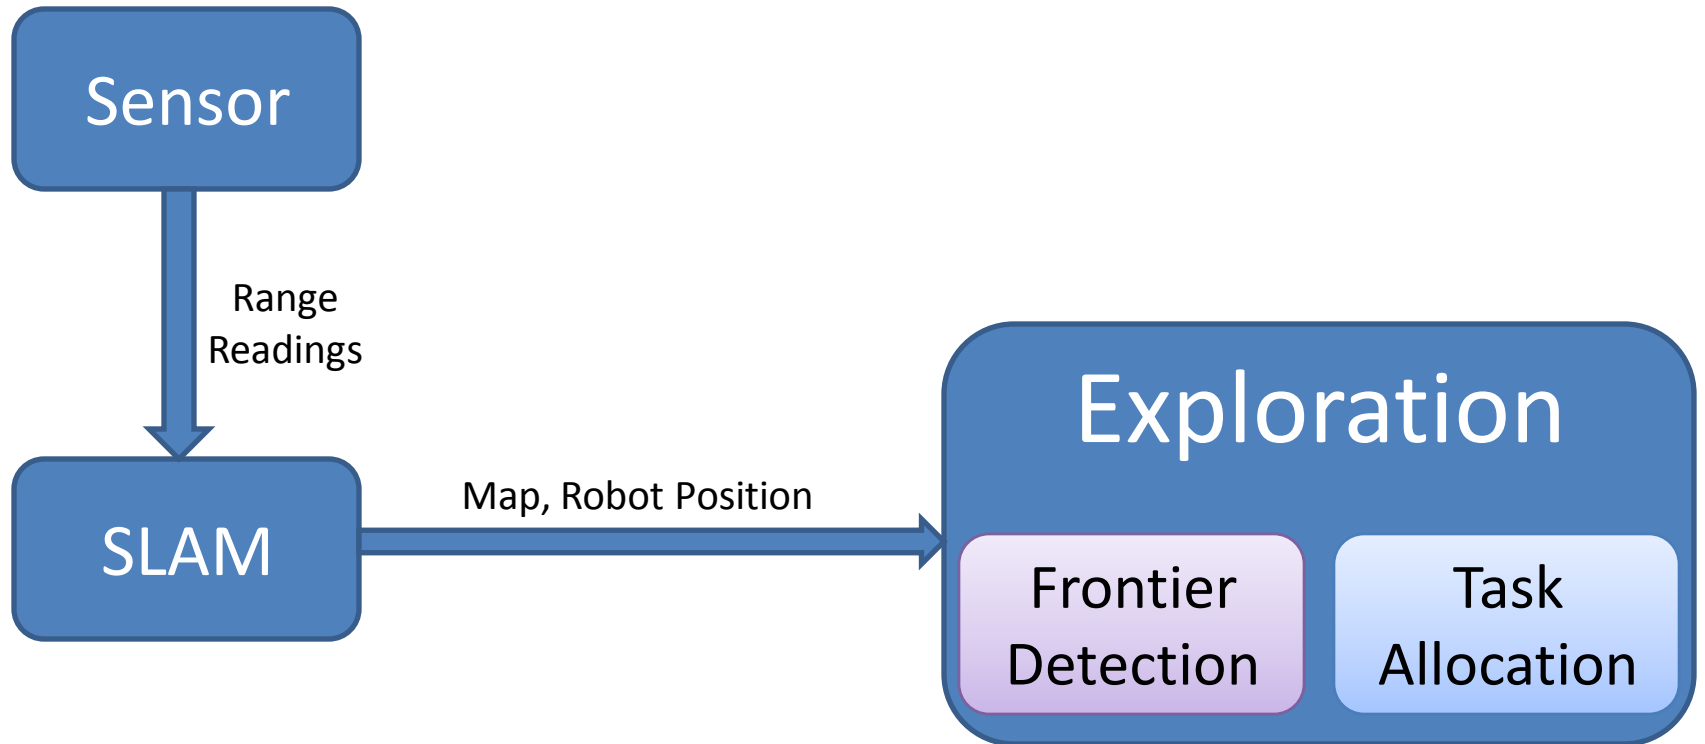 Sensor
Range
Readings
SLAM
Map, Robot Position
Exploration
Frontier
Detection
Task
Allocation